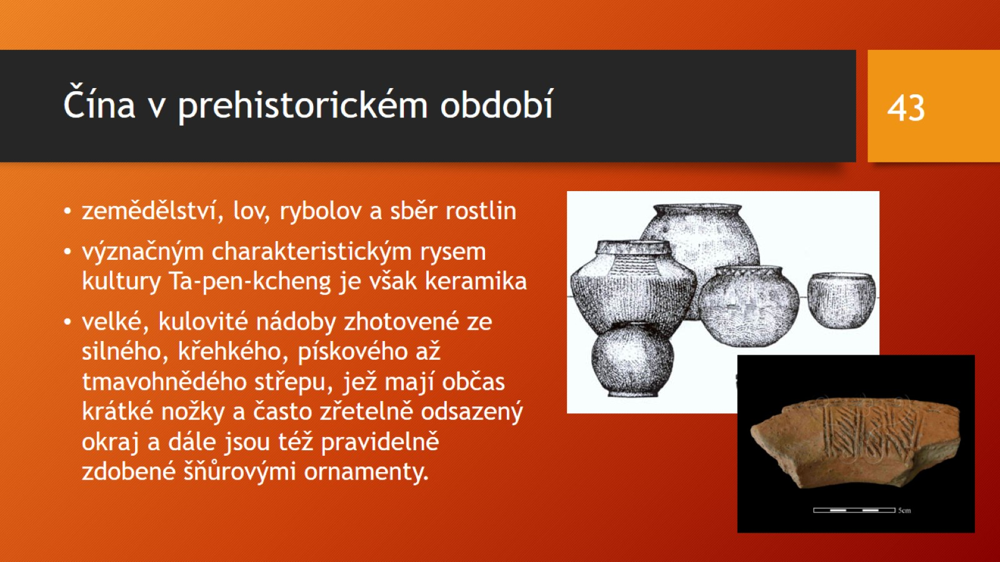 Čína v prehistorickém období
43
• zemědělství, lov, rybolov a sběr rostlin
• význačným charakteristickým rysem
kultury Ta-pen-kcheng je však keramika
• velké, kulovité nádoby zhotovené ze
silného, křehkého, pískového až
tmavohnědého střepu, jež mají občas
krátké nožky a často zřetelně odsazený
okraj a dále jsou též pravidelně
zdobené šňůrovými ornamenty.
5cm